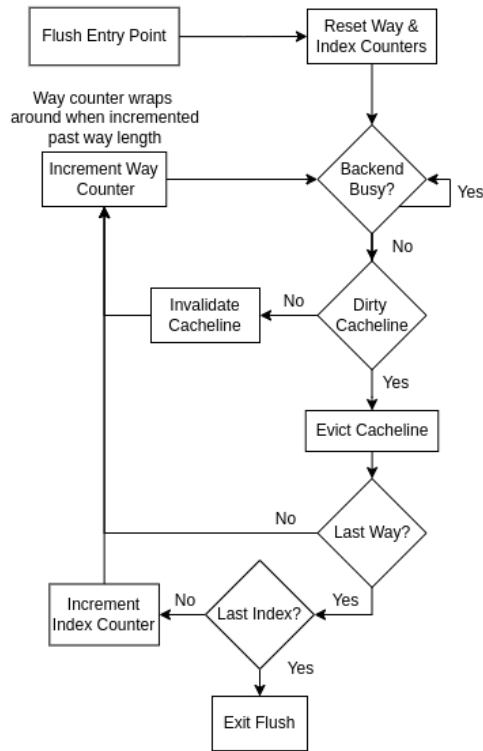 Flush Entry Point
Reset Way &
Index Counters
Way counter wraps
around when incremented
past way length
Increment Way
Counter
Backend
Busy?
Yes
No
Invalidate
Cacheline
No
Dirty
Cacheline
Yes
Evict Cacheline
No
Last Way?
Yes
Increment
Index Counter
No
Last Index?
Yes
Exit Flush